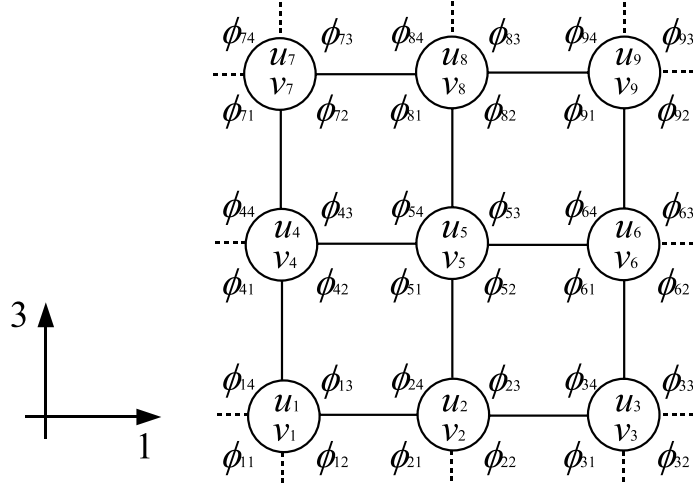 ϕ74 ϕ73 ϕ84 ϕ83 ϕ94 ϕ93
u7 u8 u9
v7 v8 v9
ϕ71 ϕ72 ϕ81 ϕ82 ϕ91 ϕ92
ϕ44 ϕ43 ϕ54 ϕ53 ϕ64 ϕ63
u4 u5 u6
v4 v5 v6
ϕ41 ϕ42 ϕ51 ϕ52 ϕ61 ϕ62
3
ϕ14 ϕ13 ϕ24 ϕ23 ϕ34 ϕ33
u1 u2 u3
v1 v2 v3
1
ϕ11 ϕ12 ϕ21 ϕ22 ϕ31 ϕ32